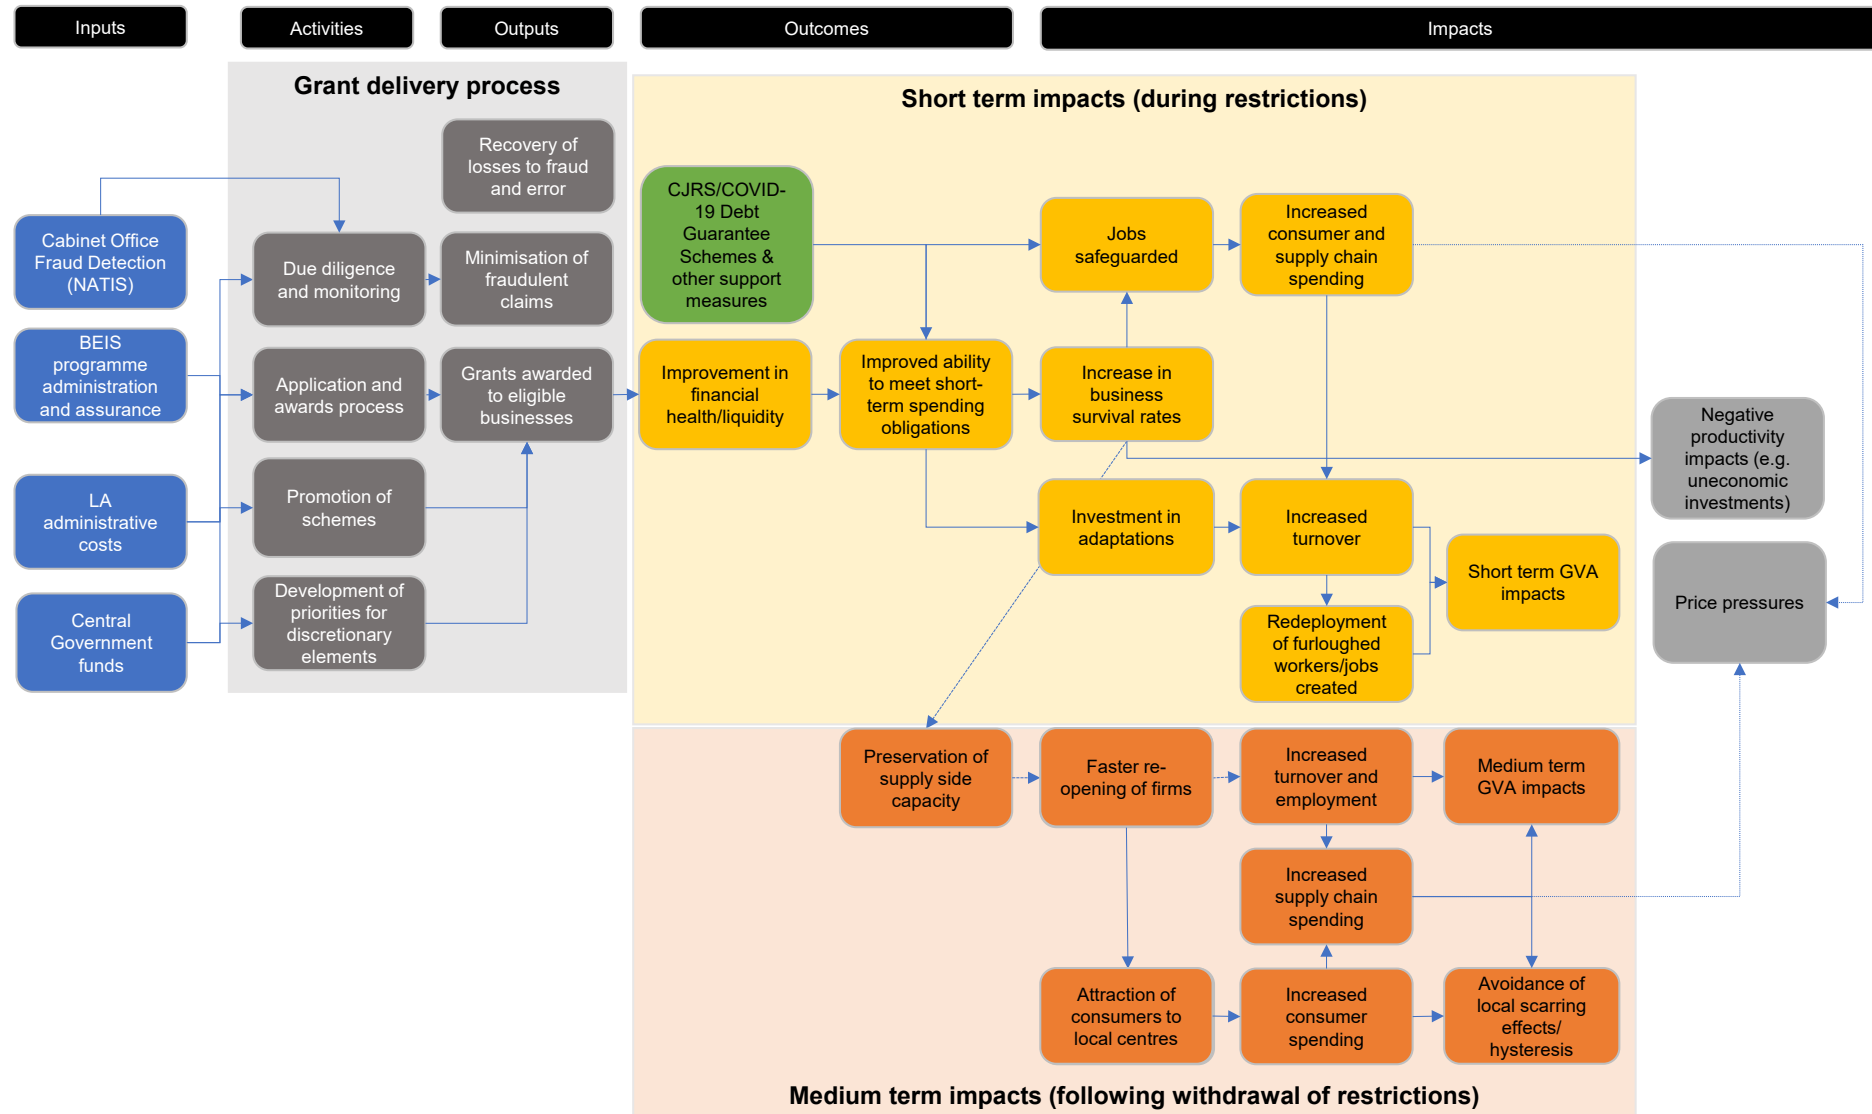 Inputs
Activities
Outputs
Outcomes
Impacts
Grant delivery process
Short term impacts (during restrictions)
Recovery of
losses to fraud
and error
CJRS/COVID-
19 Debt
Guarantee
Schemes &
other support
measures
Jobs
safeguarded
Increased
consumer and
supply chain
spending
Cabinet Office
Fraud Detection
(NATIS)
Due diligence
and monitoring
Minimisation of
fraudulent
claims
BEIS
programme
administration
and assurance
Application and
awards process
Grants awarded
to eligible
businesses
Improvement in
financial
health/liquidity
Improved ability
to meet short-
term spending
obligations
Increase in
business
survival rates
Negative
productivity
impacts (e.g.
uneconomic
investments)
LA
administrative
costs
Promotion of
schemes
Investment in
adaptations
Increased
turnover
Short term GVA
impacts
Price pressures
Central
Government
funds
Development of
priorities for
discretionary
elements
Redeployment
of furloughed
workers/jobs
created
Preservation of
supply side
capacity
Faster re-
opening of firms
Increased
turnover and
employment
Medium term
GVA impacts
Increased
supply chain
spending
Attraction of
consumers to
local centres
Increased
consumer
spending
Avoidance of
local scarring
effects/
hysteresis
Medium term impacts (following withdrawal of restrictions)